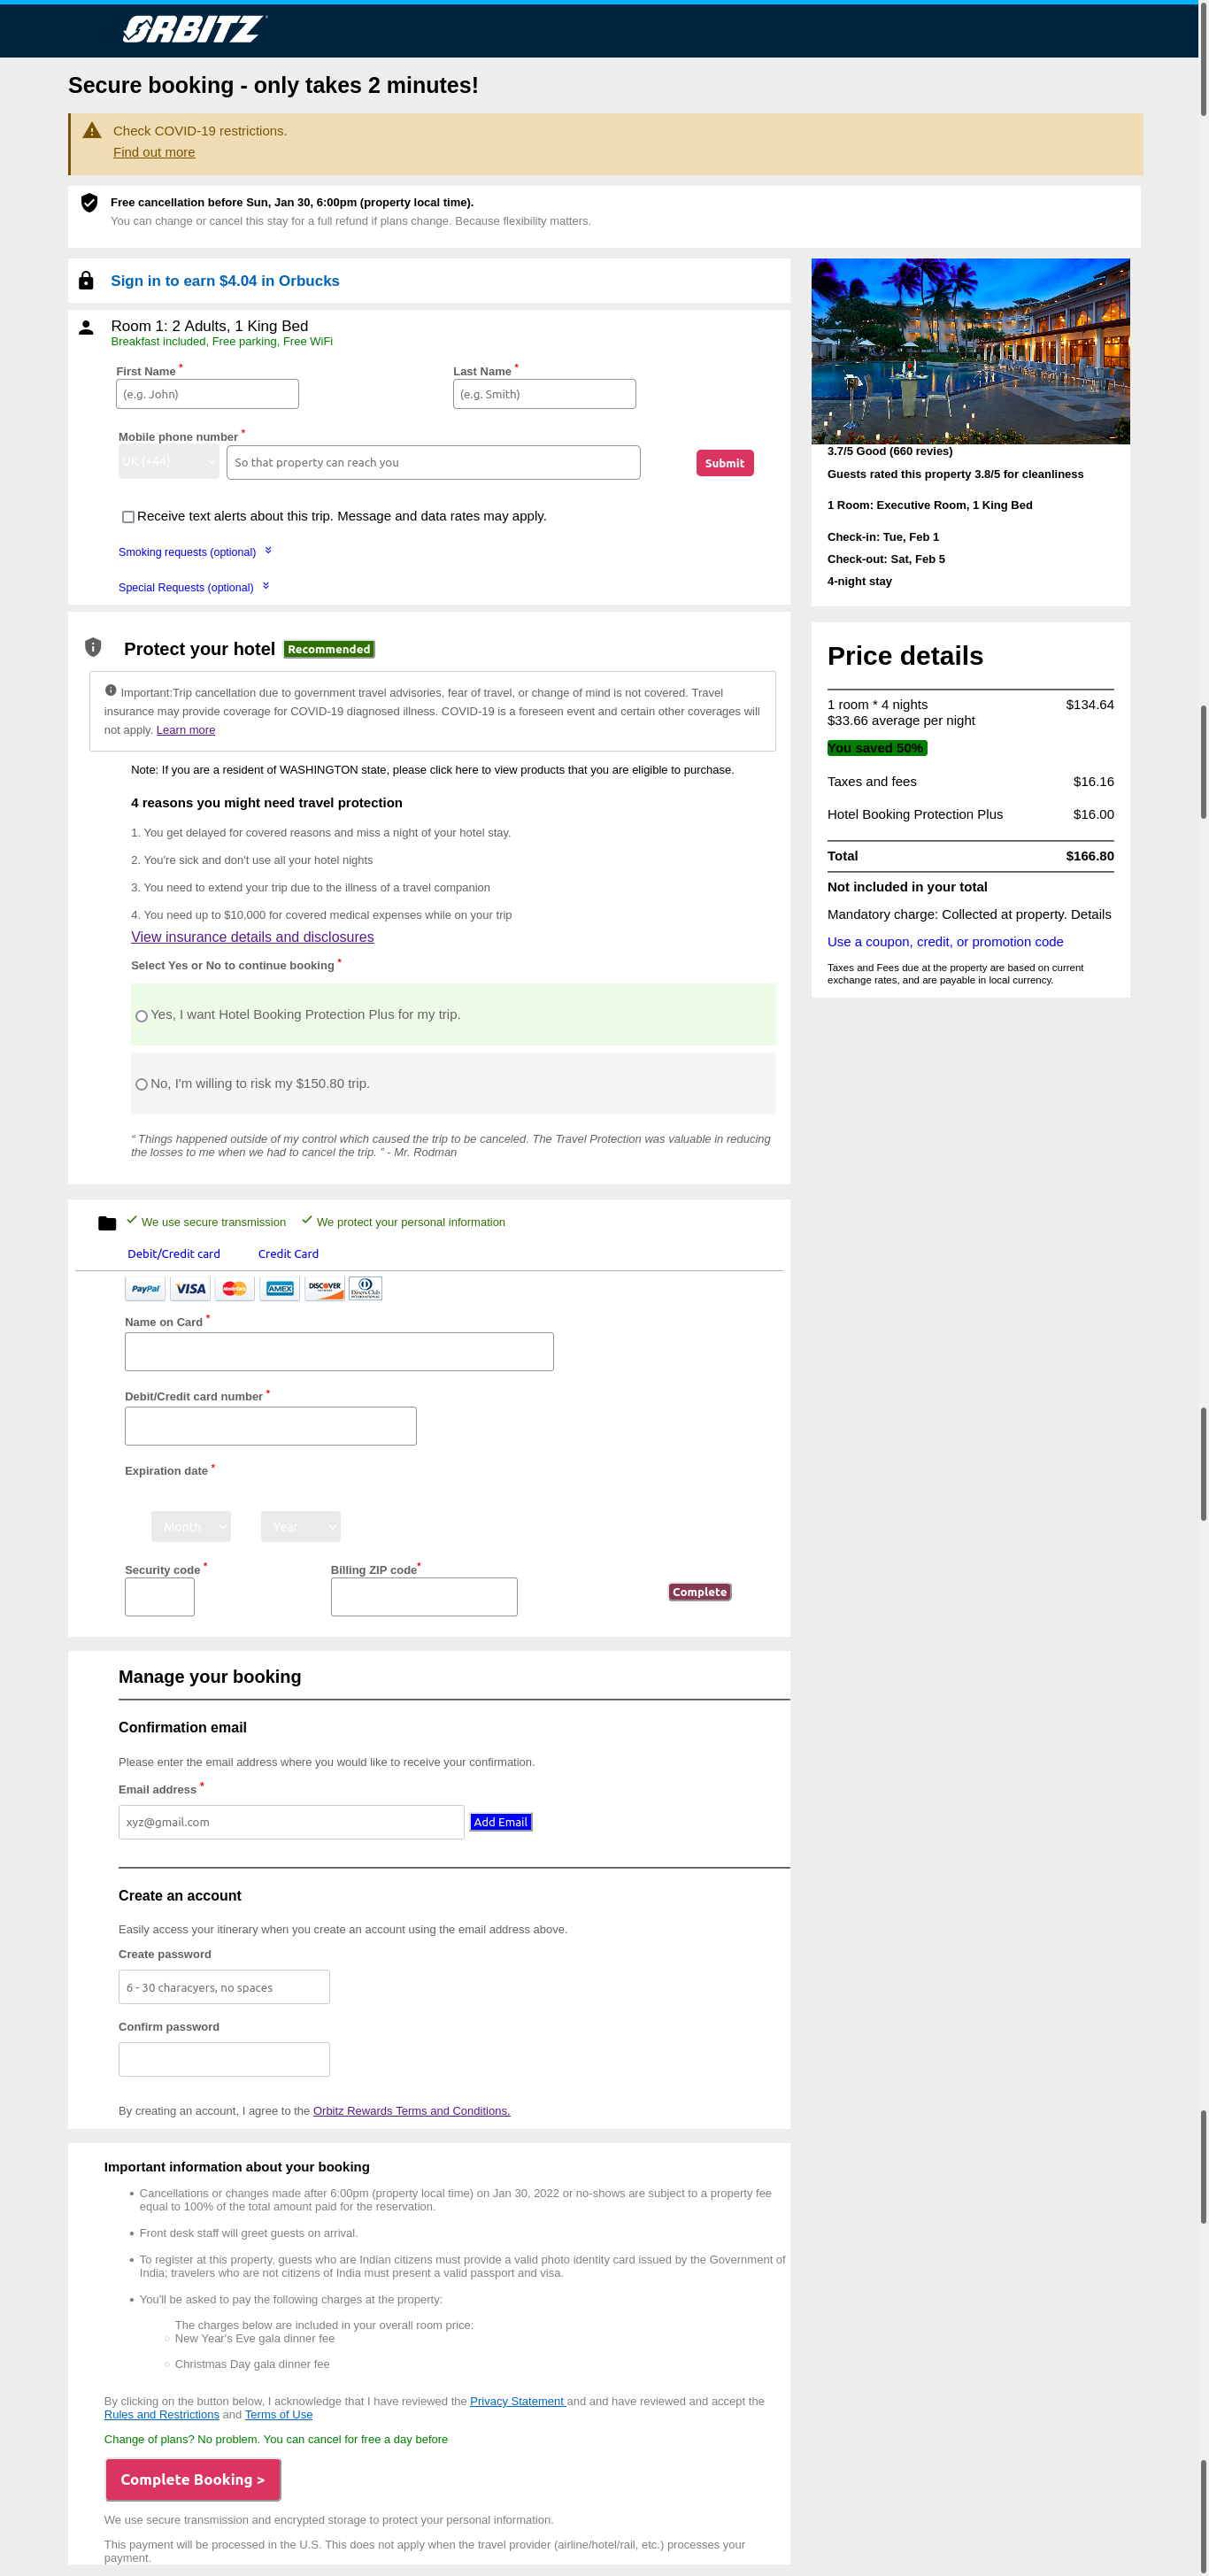 ORBITZ
Secure booking - only takes 2 minutes!
Check COVID-19 restrictions.
Find out more
Free cancellation before Sun, Jan 30, 6:00pm (property local time).
You can change or cancel this stay for a full refund if plans change. Because flexibility matters.
Sign in to earn $4.04 in Orbucks
Room 1: 2 Adults, 1 King Bed
Breakfast included, Free parking, Free WiFi
First Name * Last Name *
(e.g. John) (e.g. Smith)
Mobile phone number *
UK (+44) So that property can reach you Submit
Receive text alerts about this trip. Message and data rates may apply.
Smoking requests (optional)
Special Requests (optional)
3.7/5 Good (660 revies)
Guests rated this property 3.8/5 for cleanliness
1 Room: Executive Room, 1 King Bed
Check-in: Tue, Feb 1
Check-out: Sat, Feb 5
4-night stay
Protect your hotel Recommended
Important:Trip cancellation due to government travel advisories, fear of travel, or change of mind is not covered. Travel
insurance may provide coverage for COVID-19 diagnosed illness. COVID-19 is a foreseen event and certain other coverages will
not apply. Learn more
Note: If you are a resident of WASHINGTON state, please click here to view products that you are eligible to purchase.
4 reasons you might need travel protection
1. You get delayed for covered reasons and miss a night of your hotel stay.
2. You're sick and don't use all your hotel nights
3. You need to extend your trip due to the illness of a travel companion
4. You need up to $10,000 for covered medical expenses while on your trip
View insurance details and disclosures
Select Yes or No to continue booking *
Yes, I want Hotel Booking Protection Plus for my trip.
No, I'm willing to risk my $150.80 trip.
“ Things happened outside of my control which caused the trip to be canceled. The Travel Protection was valuable in reducing
the losses to me when we had to cancel the trip. ” - Mr. Rodman
Price details
1 room * 4 nights $134.64
$33.66 average per night
You saved 50%
Taxes and fees $16.16
Hotel Booking Protection Plus $16.00
Total $166.80
Not included in your total
Mandatory charge: Collected at property. Details
Use a coupon, credit, or promotion code
Taxes and Fees due at the property are based on current
exchange rates, and are payable in local currency.
We use secure transmission We protect your personal information
Debit/Credit card Credit Card
PayPal VISA MasterCard AMEX DISCOVER Diners Club INTERNATIONAL
Name on Card *
Debit/Credit card number *
Expiration date *
Month Year
Security code * Billing ZIP code*
Complete
Manage your booking
Confirmation email
Please enter the email address where you would like to receive your confirmation.
Email address *
xyz@gmail.com Add Email
Create an account
Easily access your itinerary when you create an account using the email address above.
Create password
6 - 30 characyers, no spaces
Confirm password
By creating an account, I agree to the Orbitz Rewards Terms and Conditions.
Important information about your booking
Cancellations or changes made after 6:00pm (property local time) on Jan 30, 2022 or no-shows are subject to a property fee
equal to 100% of the total amount paid for the reservation.
Front desk staff will greet guests on arrival.
To register at this property, guests who are Indian citizens must provide a valid photo identity card issued by the Government of
India; travelers who are not citizens of India must present a valid passport and visa.
You'll be asked to pay the following charges at the property:
The charges below are included in your overall room price:
New Year's Eve gala dinner fee
Christmas Day gala dinner fee
By clicking on the button below, I acknowledge that I have reviewed the Privacy Statement and and have reviewed and accept the
Rules and Restrictions and Terms of Use
Change of plans? No problem. You can cancel for free a day before
Complete Booking >
We use secure transmission and encrypted storage to protect your personal information.
This payment will be processed in the U.S. This does not apply when the travel provider (airline/hotel/rail, etc.) processes your
payment.